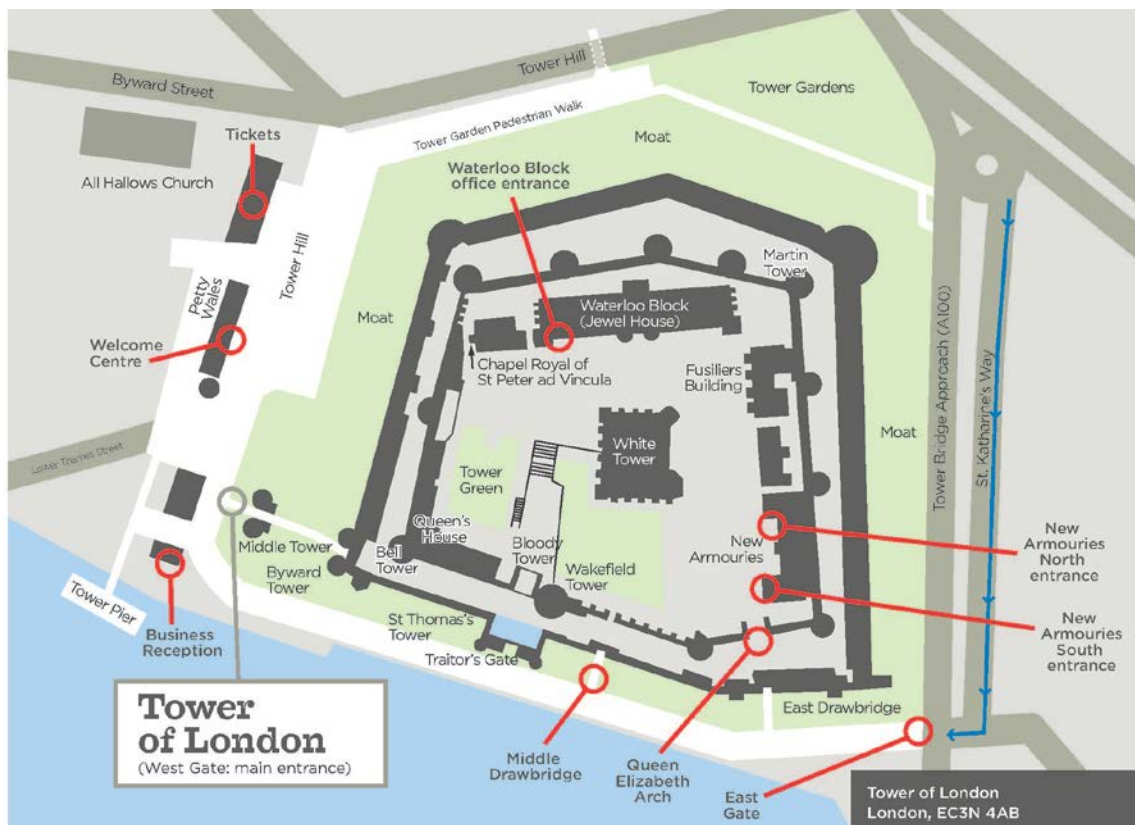 Byward Street
Tower Hill
Tower Gardens
Tickets
Tower Garden Pedestrian Walk
Moat
All Hallows Church
Waterloo Block
office entrance
Tower Hill
Martin
Tower
Petty
Wales
Moat
Waterloo Block
(Jewel House)
Welcome
Centre
Chapel Royal of
St Peter ad Vincula
Fusiliers
Building
Tower Bridge Approach (A100)
St. Katharine's Way
Moat
White
Tower
Lower Thames Street
Tower
Green
Queen's
House
Bloody
Tower
New
Armouries
New
Armouries
North
entrance
Middle Tower
Bell
Tower
Byward
Tower
Wakefield
Tower
Tower Pier
St Thomas's
Tower
Business
Reception
Traitor's Gate
New
Armouries
South
entrance
East Drawbridge
Tower
of London
(West Gate: main entrance)
Middle
Drawbridge
Queen
Elizabeth
Arch
East
Gate
Tower of London
London, EC3N 4AB